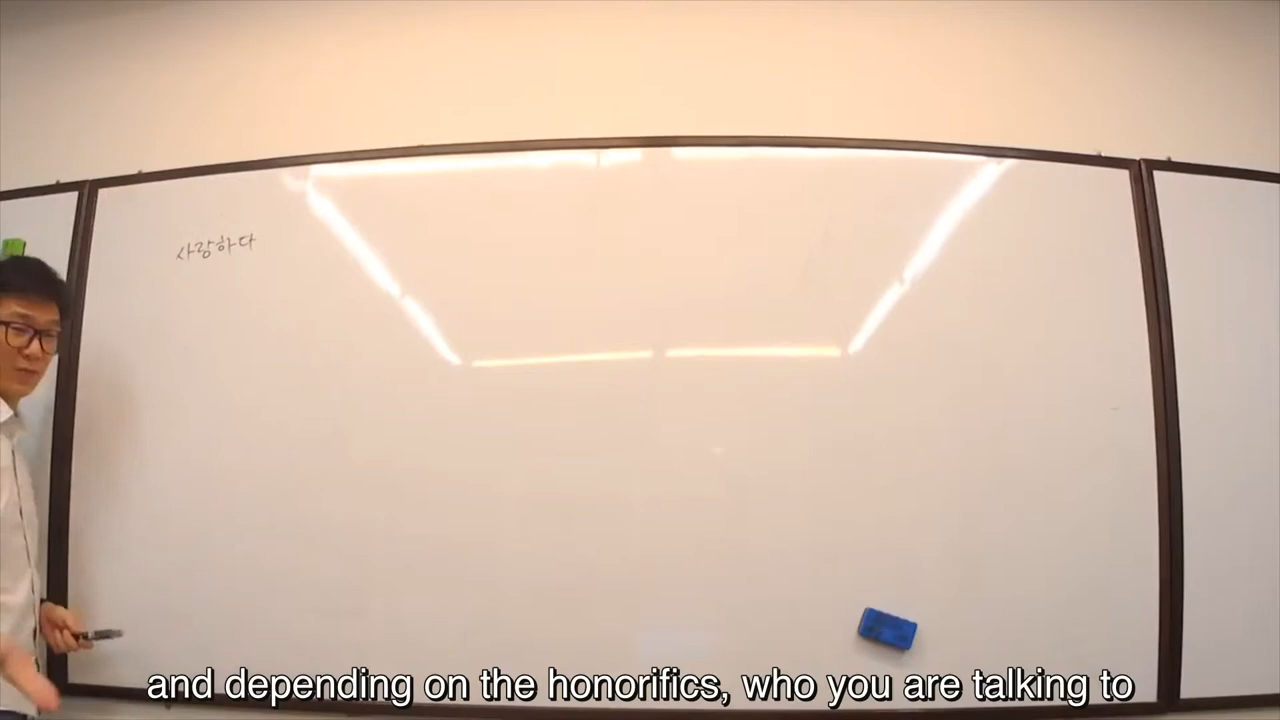 사랑하다
and depending on the honorifics, who you are talking to